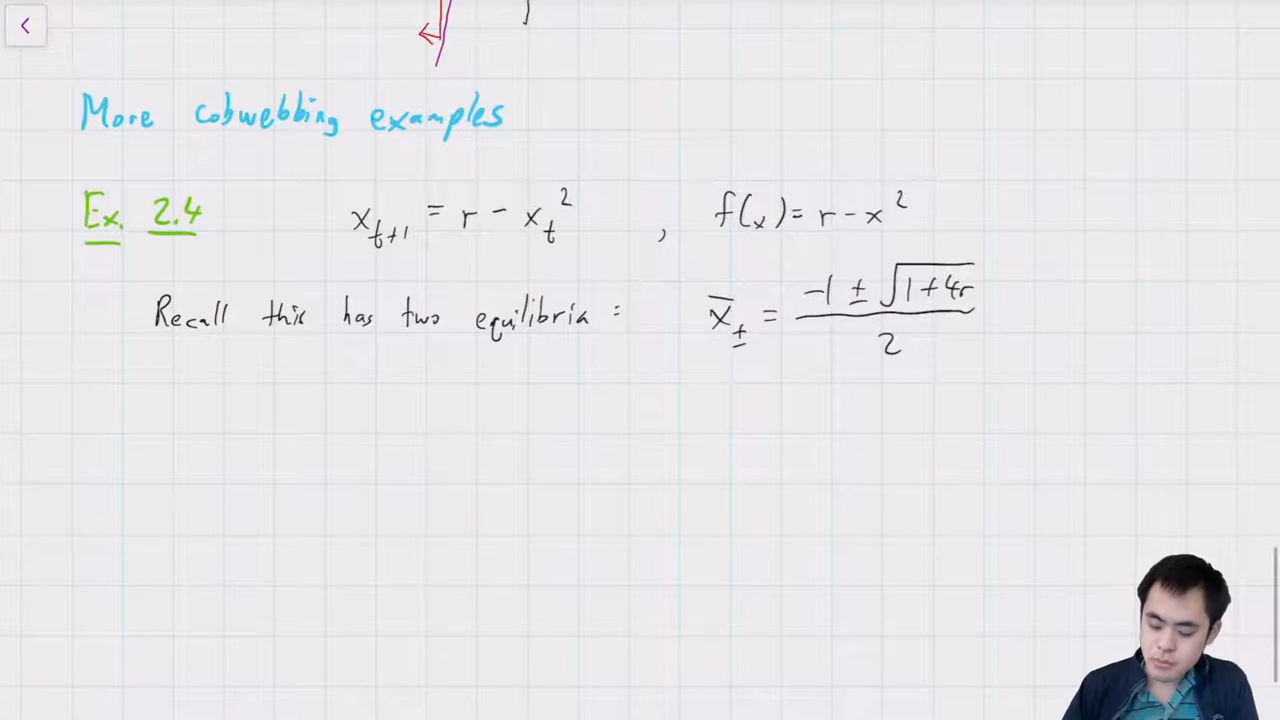 More cobwebbing examples
Ex. 2.4 x_{t+1} = r - x_t^2 , f(x) = r - x^2
Recall this has two equilibria : x̄_± = (-1 ± √(1+4r)) / 2